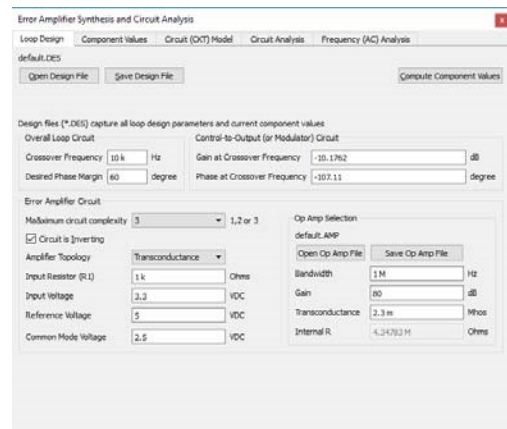 Error Amplifier Synthesis and Circuit Analysis
Loop Design Component Values Circuit (CKT) Model Circuit Analysis Frequency (AC) Analysis
default.DES
Open Design File Save Design File Compute Component Values
Design files (*.DES) capture all loop design parameters and current component values
Overall Loop Circuit
Crossover Frequency 10 k Hz
Desired Phase Margin 60 degree
Control-to-Output (or Modulator) Circuit
Gain at Crossover Frequency -10.1762 dB
Phase at Crossover Frequency -107.11 degree
Error Amplifier Circuit
Maximum circuit complexity 3 1,2 or 3
Circuit is Inverting
Amplifier Topology Transconductance
Input Resistor (R1) 1 k Ohms
Input Voltage 3.3 VDC
Reference Voltage 5 VDC
Common Mode Voltage 2.5 VDC
Op Amp Selection
default.AMP
Open Op Amp File Save Op Amp File
Bandwidth 1 M Hz
Gain 80 dB
Transconductance 2.3 m Mhos
Internal R 4.34783 M Ohms